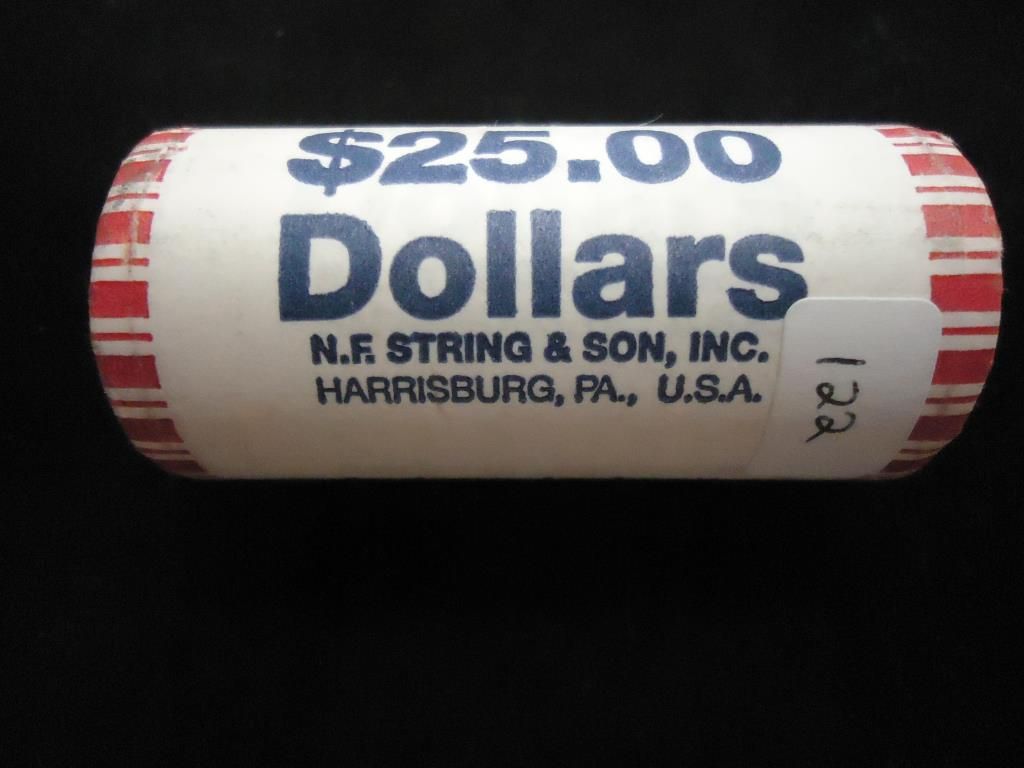 $25.00
Dollars
N.F. STRING & SON, INC.
HARRISBURG, PA., U.S.A.
122